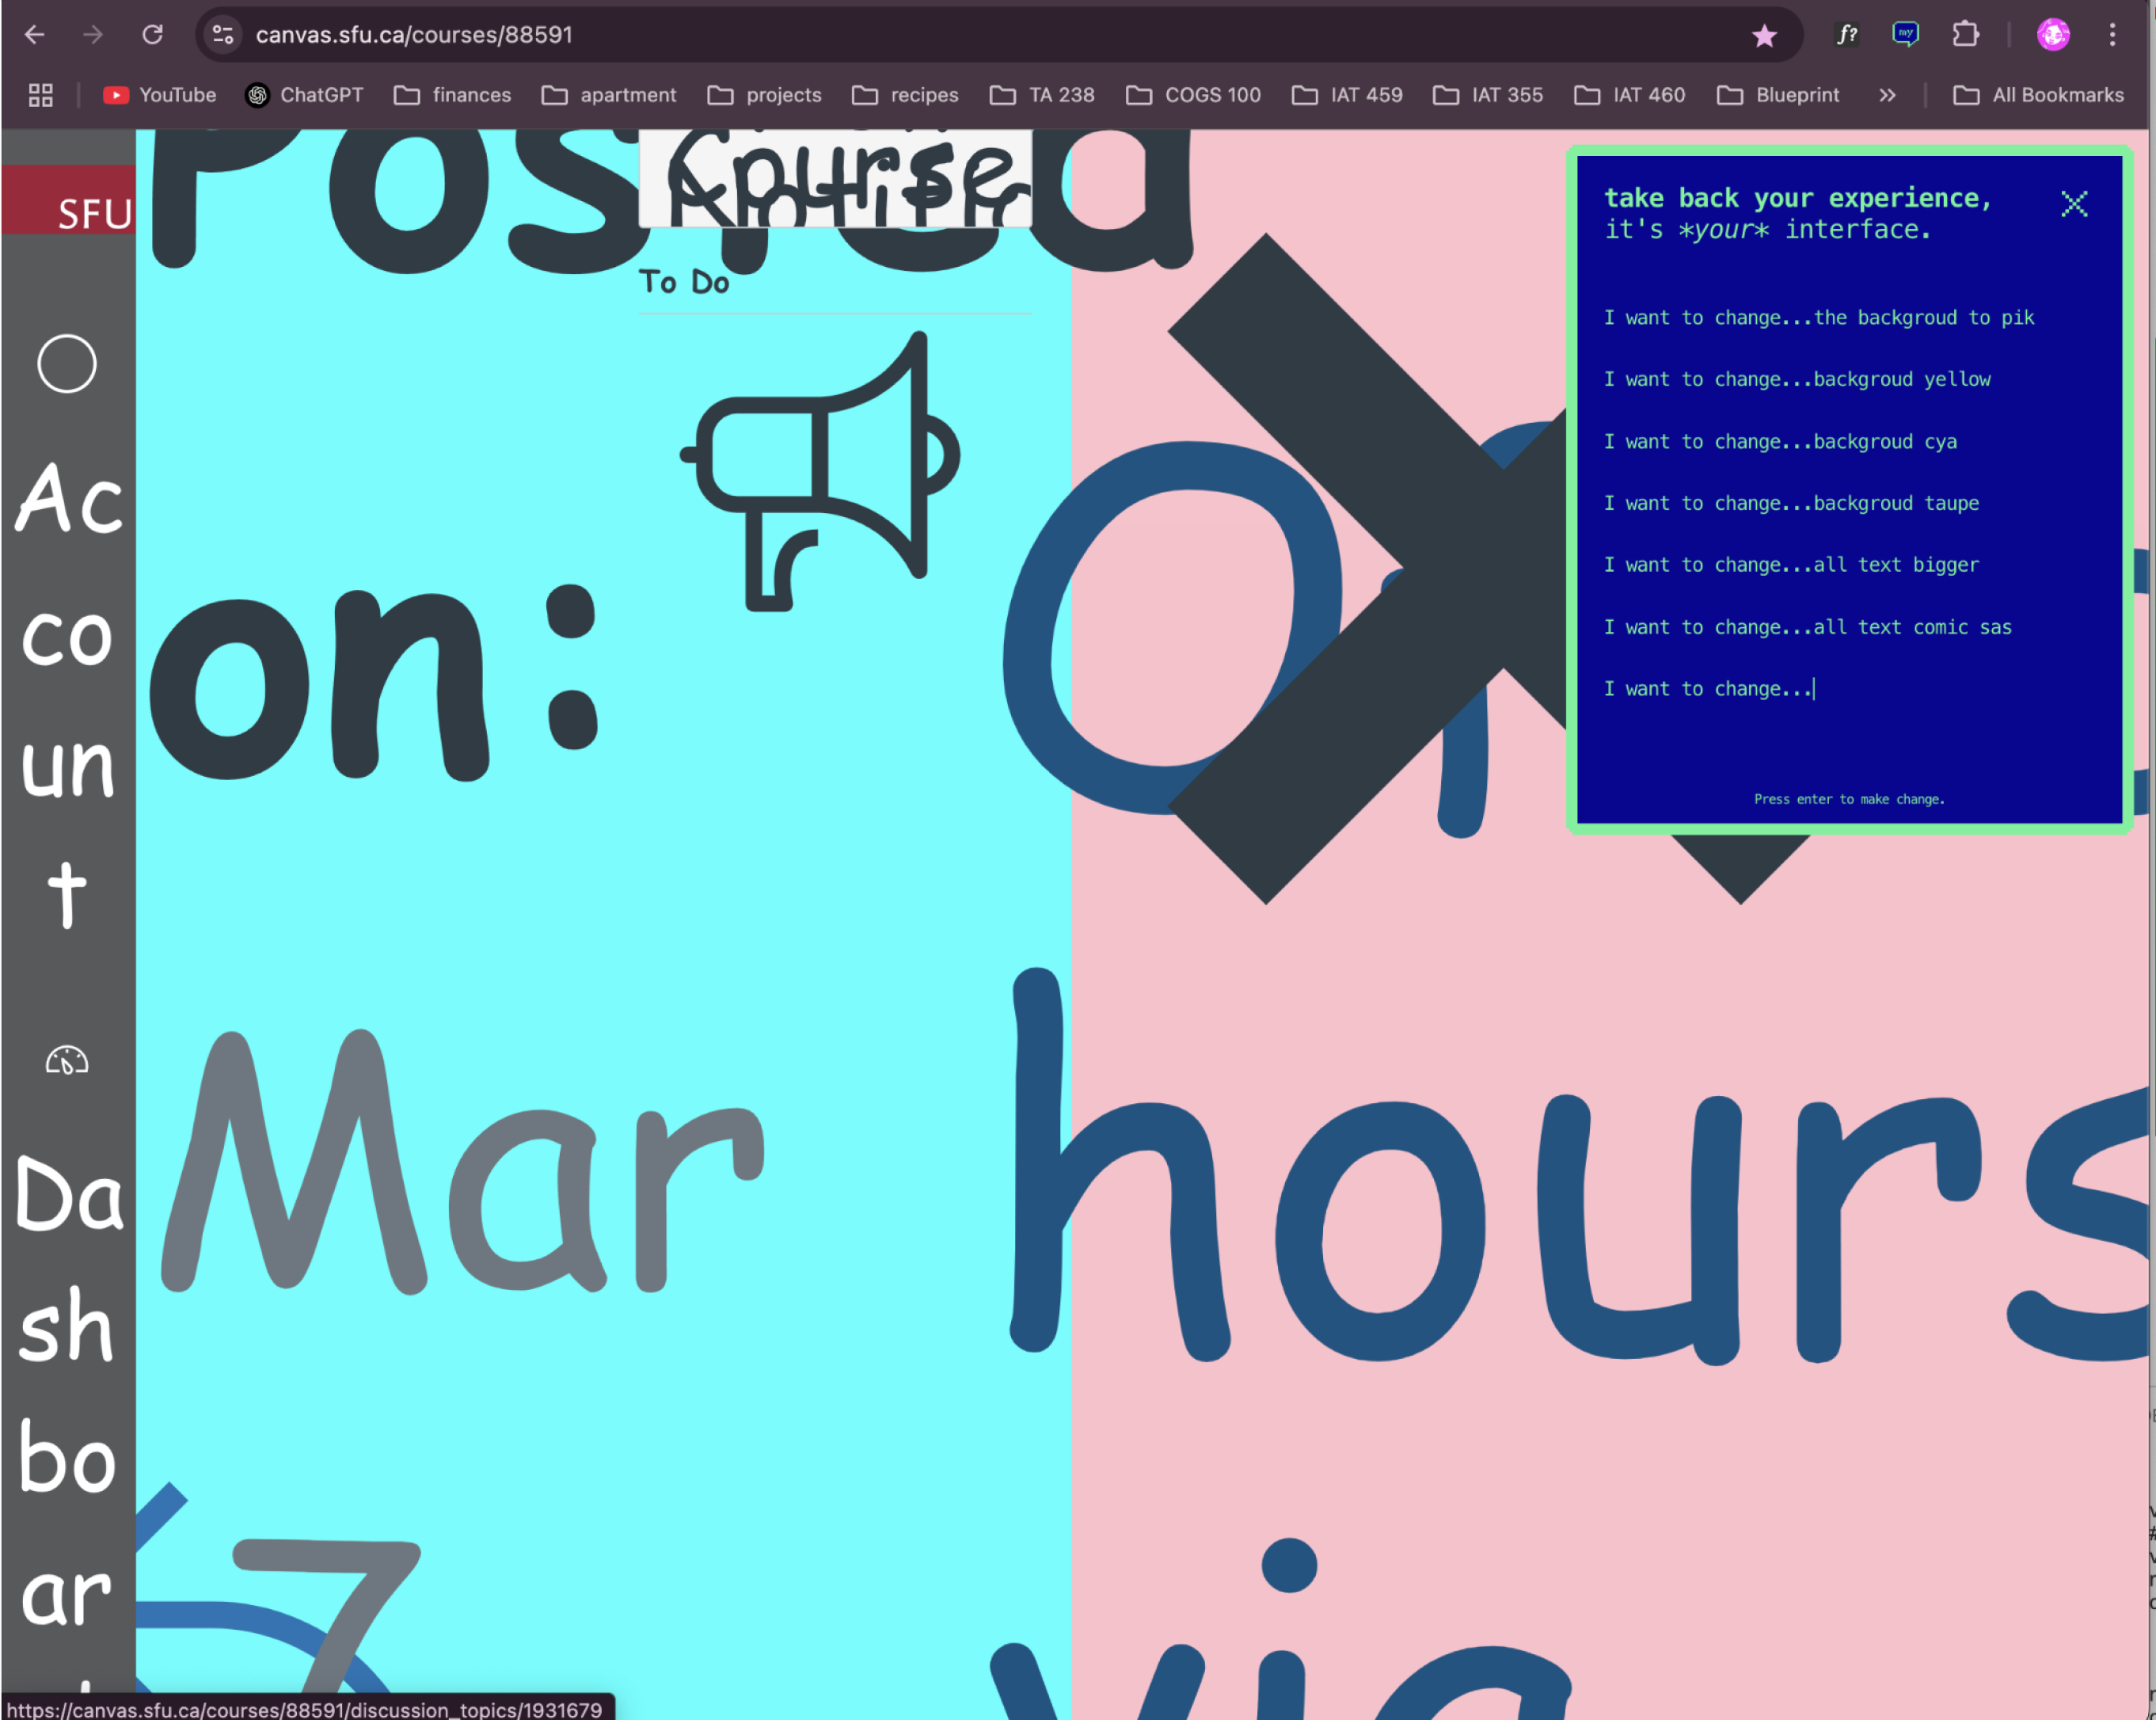 canvas.sfu.ca/courses/88591
f?
my
YouTube
ChatGPT
finances
apartment
projects
recipes
TA 238
COGS 100
IAT 459
IAT 355
IAT 460
Blueprint
»
All Bookmarks
SFU
Ac
co
un
t
Da
sh
bo
ar
Course
To Do
on:
Mar
7
hours
take back your experience,
it's *your* interface.
I want to change...the backgroud to pik
I want to change...backgroud yellow
I want to change...backgroud cya
I want to change...backgroud taupe
I want to change...all text bigger
I want to change...all text comic sas
I want to change...
Press enter to make change.
https://canvas.sfu.ca/courses/88591/discussion_topics/1931679